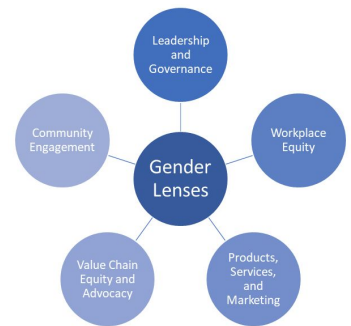 Leadership
and
Governance
Community
Engagement
Workplace
Equity
Gender
Lenses
Value Chain
Equity and
Advocacy
Products,
Services,
and
Marketing